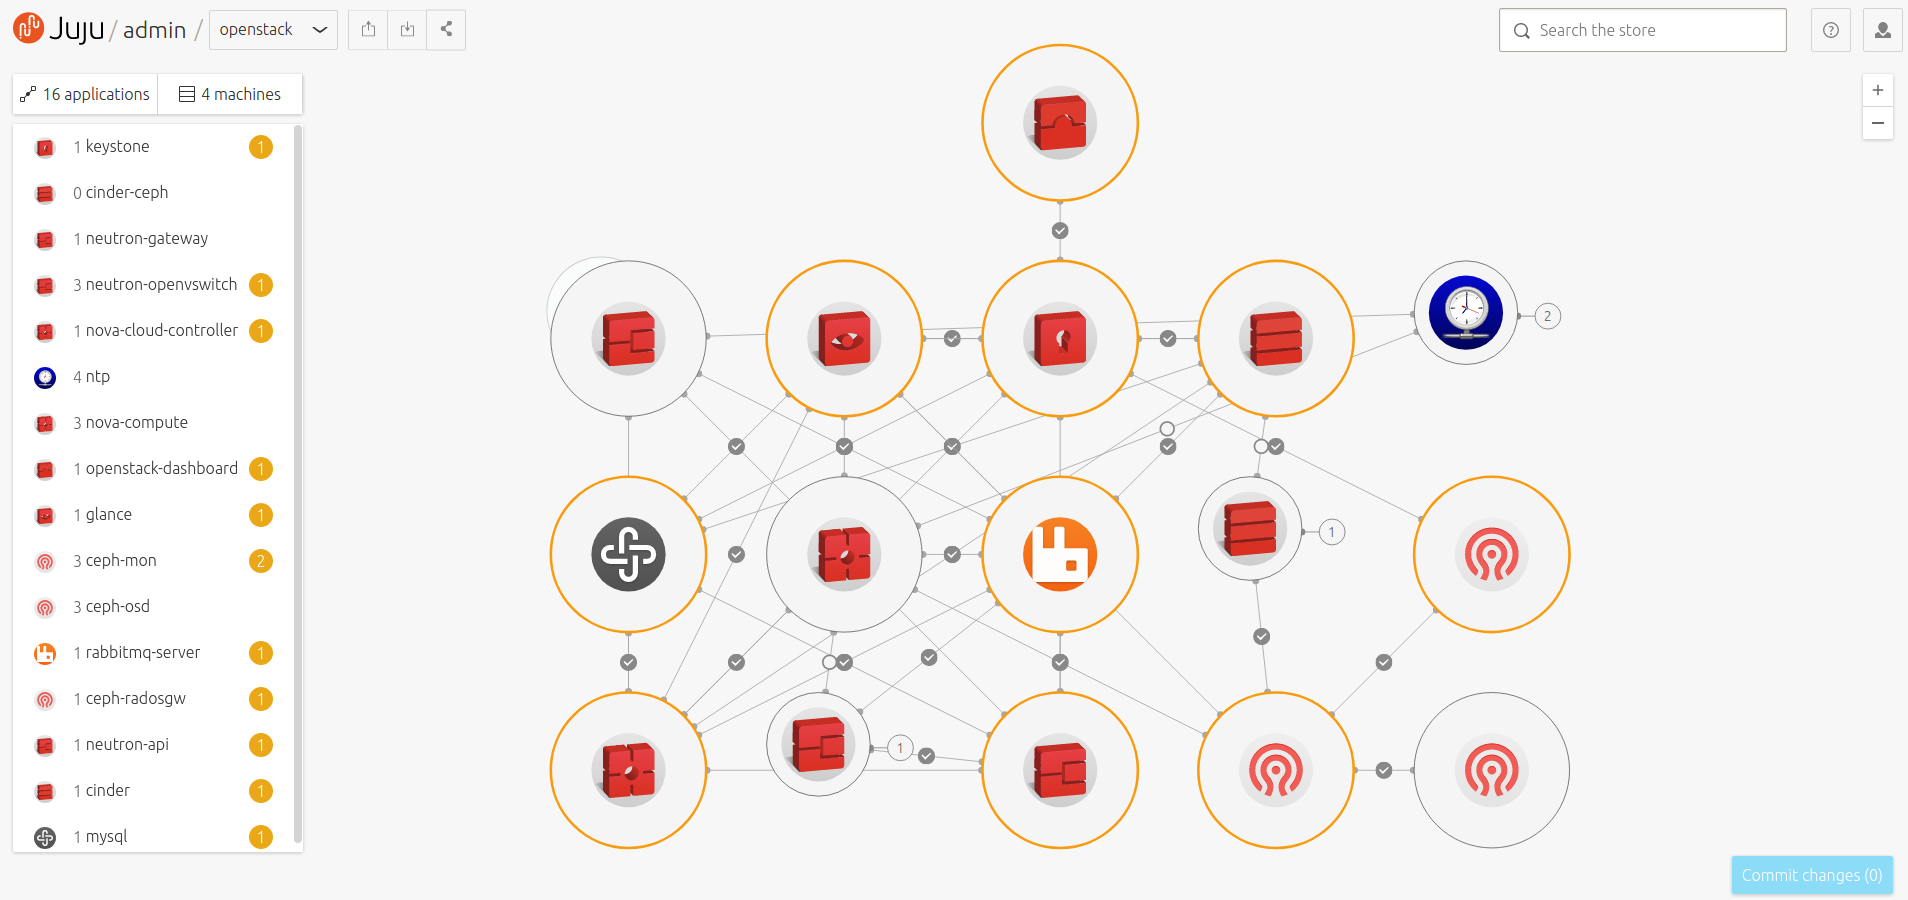 Juju / admin / openstack
Search the store
?
16 applications
4 machines
1 keystone 1
0 cinder-ceph
1 neutron-gateway
3 neutron-openvswitch 1
1 nova-cloud-controller 1
4 ntp
3 nova-compute
1 openstack-dashboard 1
1 glance 1
3 ceph-mon 2
3 ceph-osd
1 rabbitmq-server 1
1 ceph-radosgw 1
1 neutron-api 1
1 cinder 1
1 mysql 1
2
1
1
Commit changes (0)